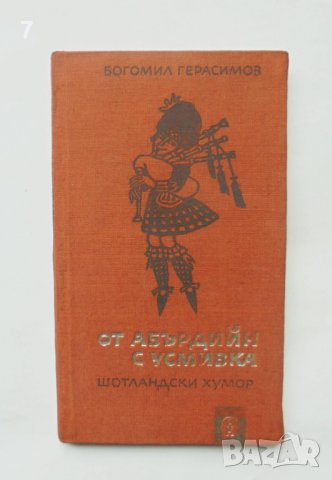 7
БОГОМИЛ ГЕРАСИМОВ
ОТ АБЪРДИЙН
С УСМИВКА
ШОТЛАНДСКИ ХУМОР
BAZAR